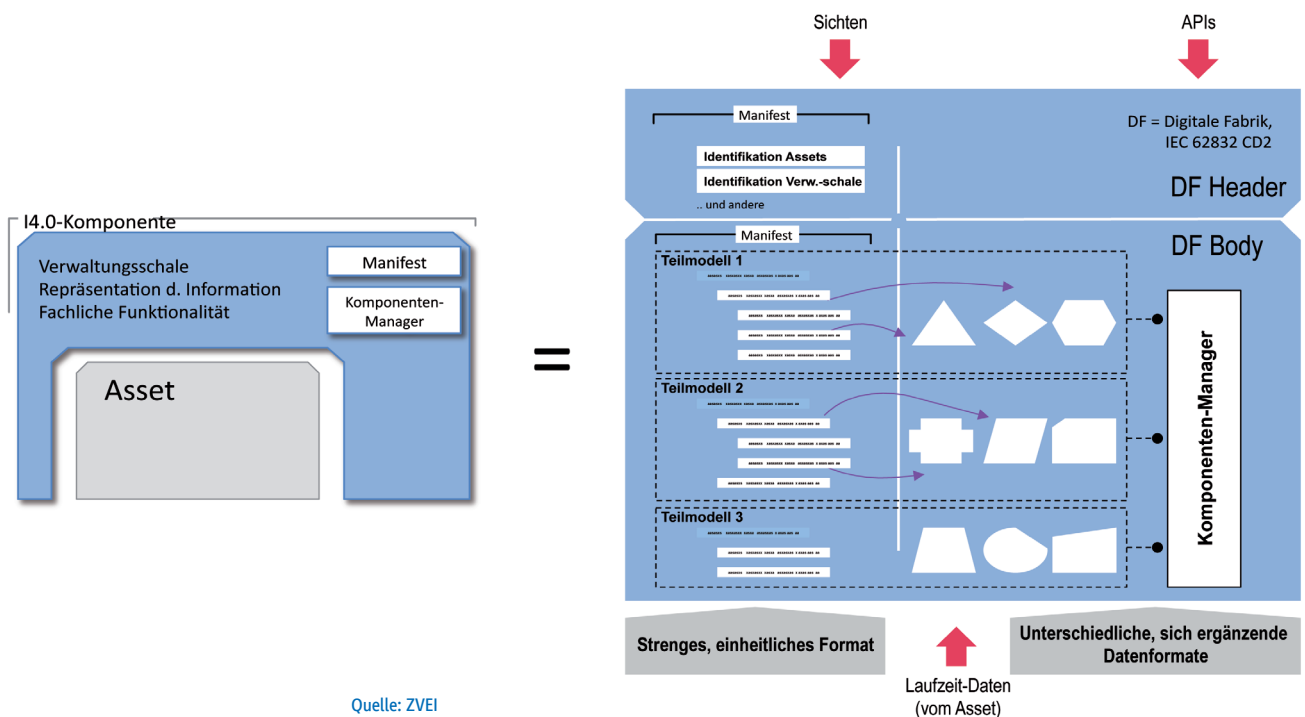 I4.0-Komponente
Verwaltungsschale
Repräsentation d. Information
Fachliche Funktionalität
Manifest
Komponenten-
Manager
Asset
=
Quelle: ZVEI
Sichten
APIs
Manifest
Identifikation Assets
Identifikation Verw.-schale
.. und andere
DF = Digitale Fabrik,
IEC 62832 CD2
DF Header
Manifest
DF Body
Teilmodell 1
Teilmodell 2
Teilmodell 3
Komponenten-Manager
Strenges, einheitliches Format
Laufzeit-Daten
(vom Asset)
Unterschiedliche, sich ergänzende
Datenformate